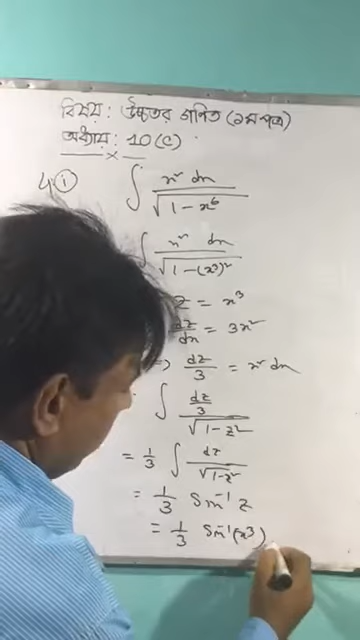 বিষয়: উচ্চতর গণিত (১ম পত্র)
অধ্যায়: 10(C)
4 (i) ∫ x² dx / √(1 − x⁶)
∫ x² dx / √(1 − (x³)²)
z = x³
dz/dx = 3x²
⇒ dz/3 = x² dx
∫ (dz/3) / √(1 − z²)
= 1/3 ∫ dz / √(1 − z²)
= 1/3 Sin⁻¹ z
= 1/3 Sin⁻¹(x³)